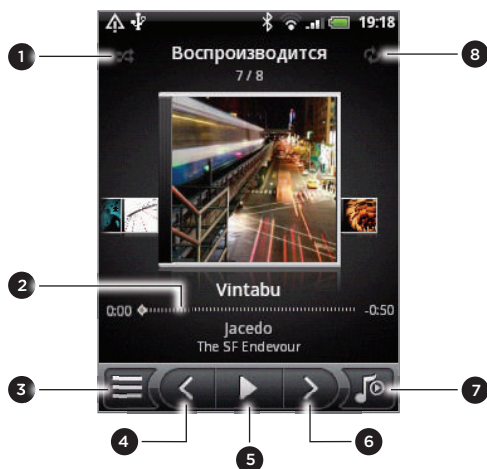 19:18
1
Воспроизводится
8
7 / 8
Vintabu
2
0:00
-0:50
Jacedo
The SF Endevour
3
7
4
5
6